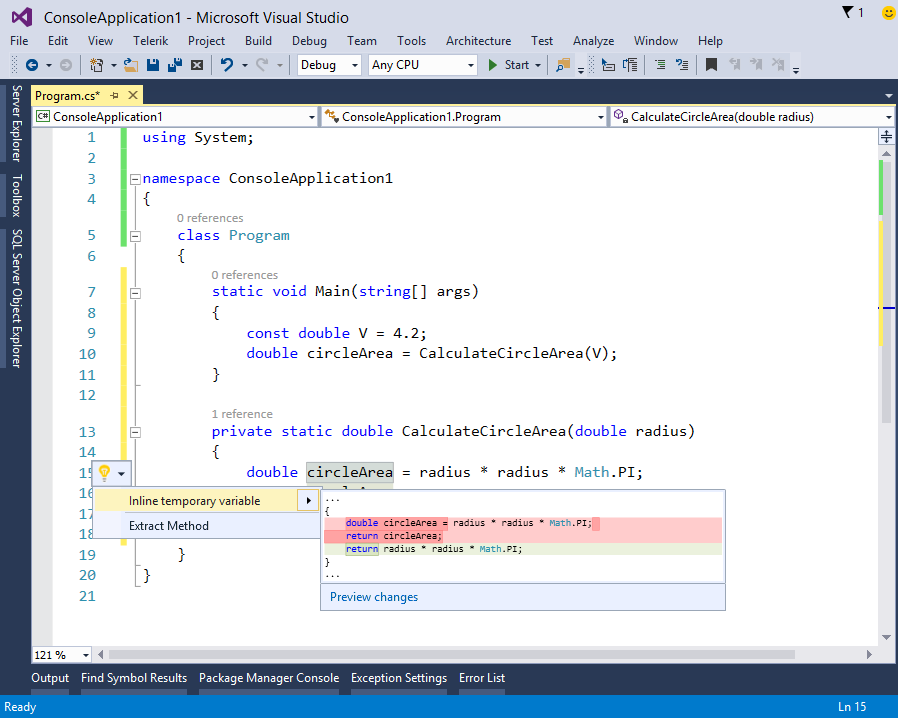 ConsoleApplication1 - Microsoft Visual Studio
1
File Edit View Telerik Project Build Debug Team Tools Architecture Test Analyze Window Help
Debug Any CPU Start
Program.cs*
ConsoleApplication1 ConsoleApplication1.Program CalculateCircleArea(double radius)
Server Explorer
Toolbox
SQL Server Object Explorer
1 using System;
2
3 namespace ConsoleApplication1
4 {
0 references
5 class Program
6 {
0 references
7 static void Main(string[] args)
8 {
9 const double V = 4.2;
10 double circleArea = CalculateCircleArea(V);
11 }
12
1 reference
13 private static double CalculateCircleArea(double radius)
14 {
15 double circleArea = radius * radius * Math.PI;
16
17
18
19 }
20 }
21
Inline temporary variable
Extract Method
...
{
double circleArea = radius * radius * Math.PI;
return circleArea;
return radius * radius * Math.PI;
}
...
Preview changes
121 %
Output Find Symbol Results Package Manager Console Exception Settings Error List
Ready Ln 15